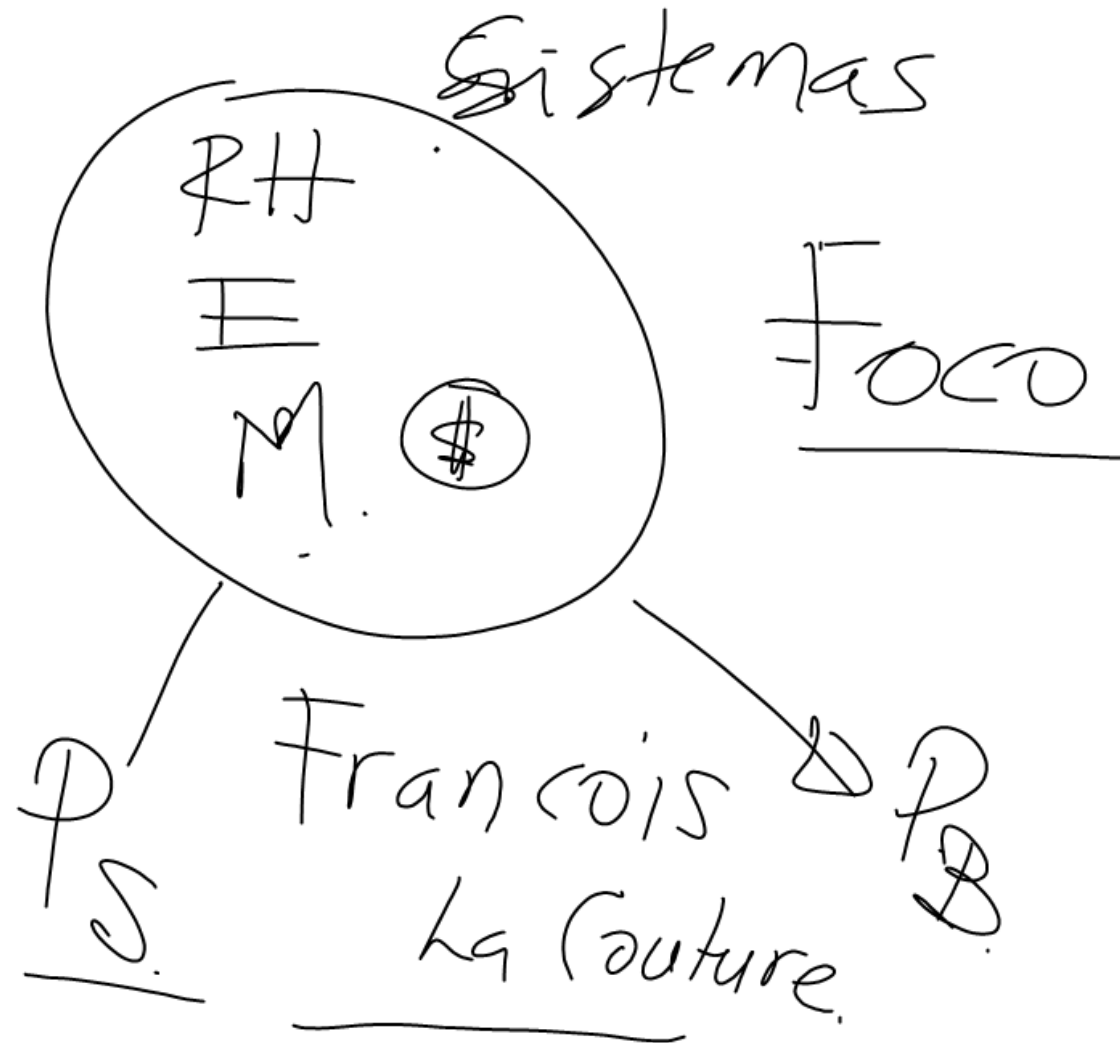 Sistemas
RH
E
M. $
Foco
P
S.
Francois
La Couture.
P
B.